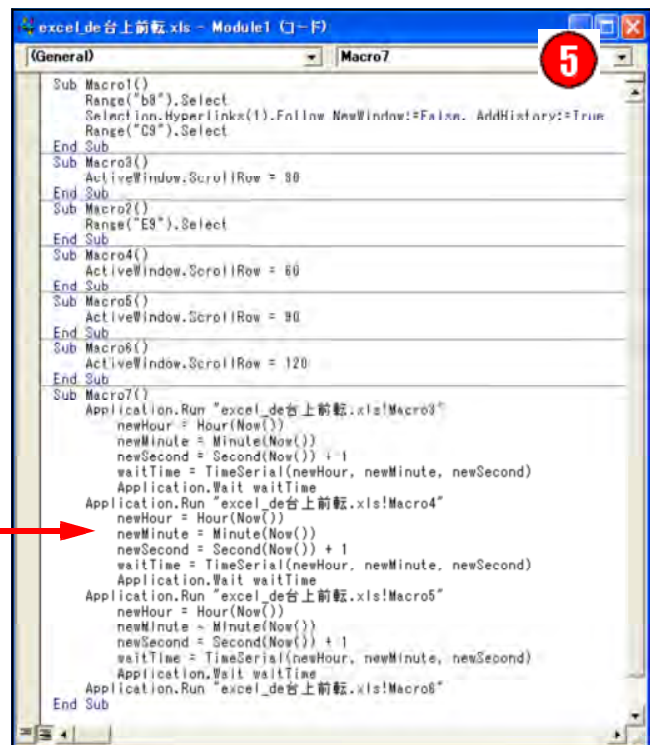 excel_de台上前転.xls - Module1 (コード)
(General) Macro7
5
Sub Macro1()
Range("b8").Select
Selection.Hyperlinks(1).Follow NewWindow:=False, AddHistory:=True
Range("C9").Select
End Sub
Sub Macro3()
ActiveWindow.ScrollRow = 30
End Sub
Sub Macro2()
Range("E9").Select
End Sub
Sub Macro4()
ActiveWindow.ScrollRow = 60
End Sub
Sub Macro5()
ActiveWindow.ScrollRow = 90
End Sub
Sub Macro6()
ActiveWindow.ScrollRow = 120
End Sub
Sub Macro7()
Application.Run "excel_de台上前転.xls!Macro3"
newHour = Hour(Now())
newMinute = Minute(Now())
newSecond = Second(Now()) + 1
waitTime = TimeSerial(newHour, newMinute, newSecond)
Application.Wait waitTime
Application.Run "excel_de台上前転.xls!Macro4"
newHour = Hour(Now())
newMinute = Minute(Now())
newSecond = Second(Now()) + 1
waitTime = TimeSerial(newHour, newMinute, newSecond)
Application.Wait waitTime
Application.Run "excel_de台上前転.xls!Macro5"
newHour = Hour(Now())
newMinute = Minute(Now())
newSecond = Second(Now()) + 1
waitTime = TimeSerial(newHour, newMinute, newSecond)
Application.Wait waitTime
Application.Run "excel_de台上前転.xls!Macro6"
End Sub